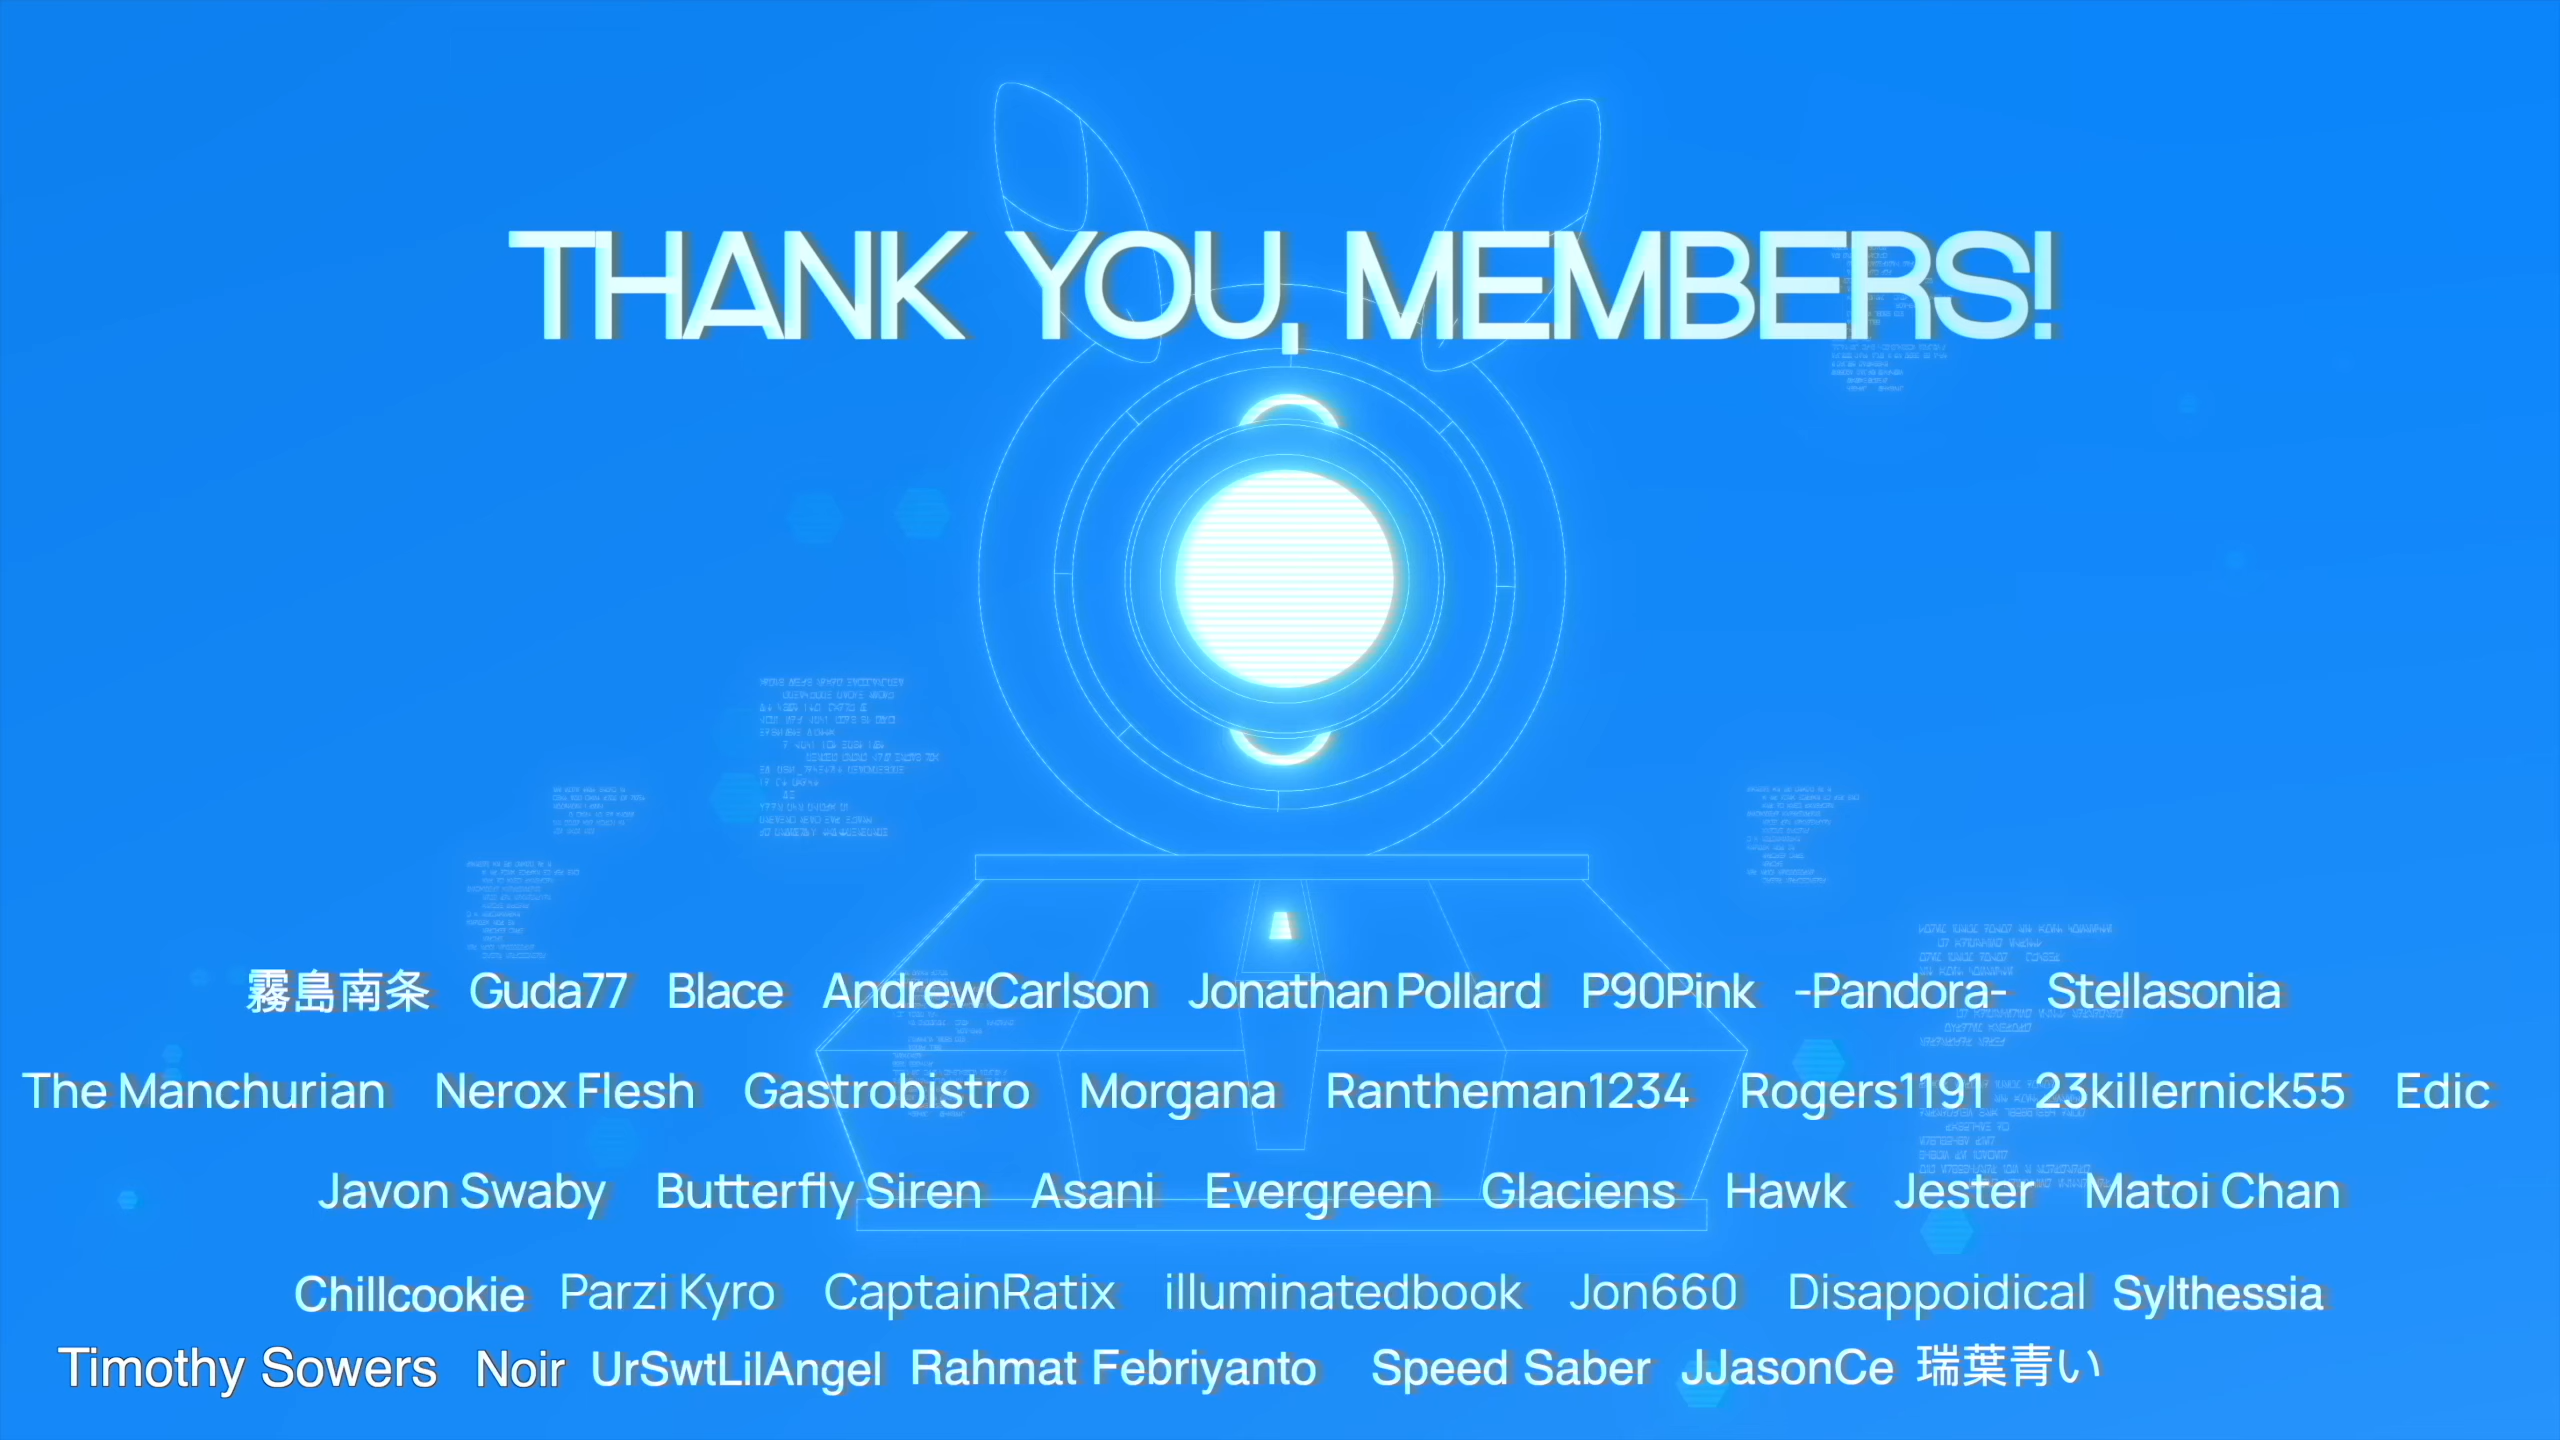 THANK YOU, MEMBERS!
霧島南条 Guda77 Blace AndrewCarlson Jonathan Pollard P90Pink -Pandora- Stellasonia
The Manchurian Nerox Flesh Gastrobistro Morgana Rantheman1234 Rogers1191 23killernick55 Edic
Javon Swaby Butterfly Siren Asani Evergreen Glaciens Hawk Jester Matoi Chan
Chillcookie Parzi Kyro CaptainRatix illuminatedbook Jon660 Disappoidical Sylthessia
Timothy Sowers Noir UrSwtLilAngel Rahmat Febriyanto Speed Saber JJasonCe 瑞葉青い